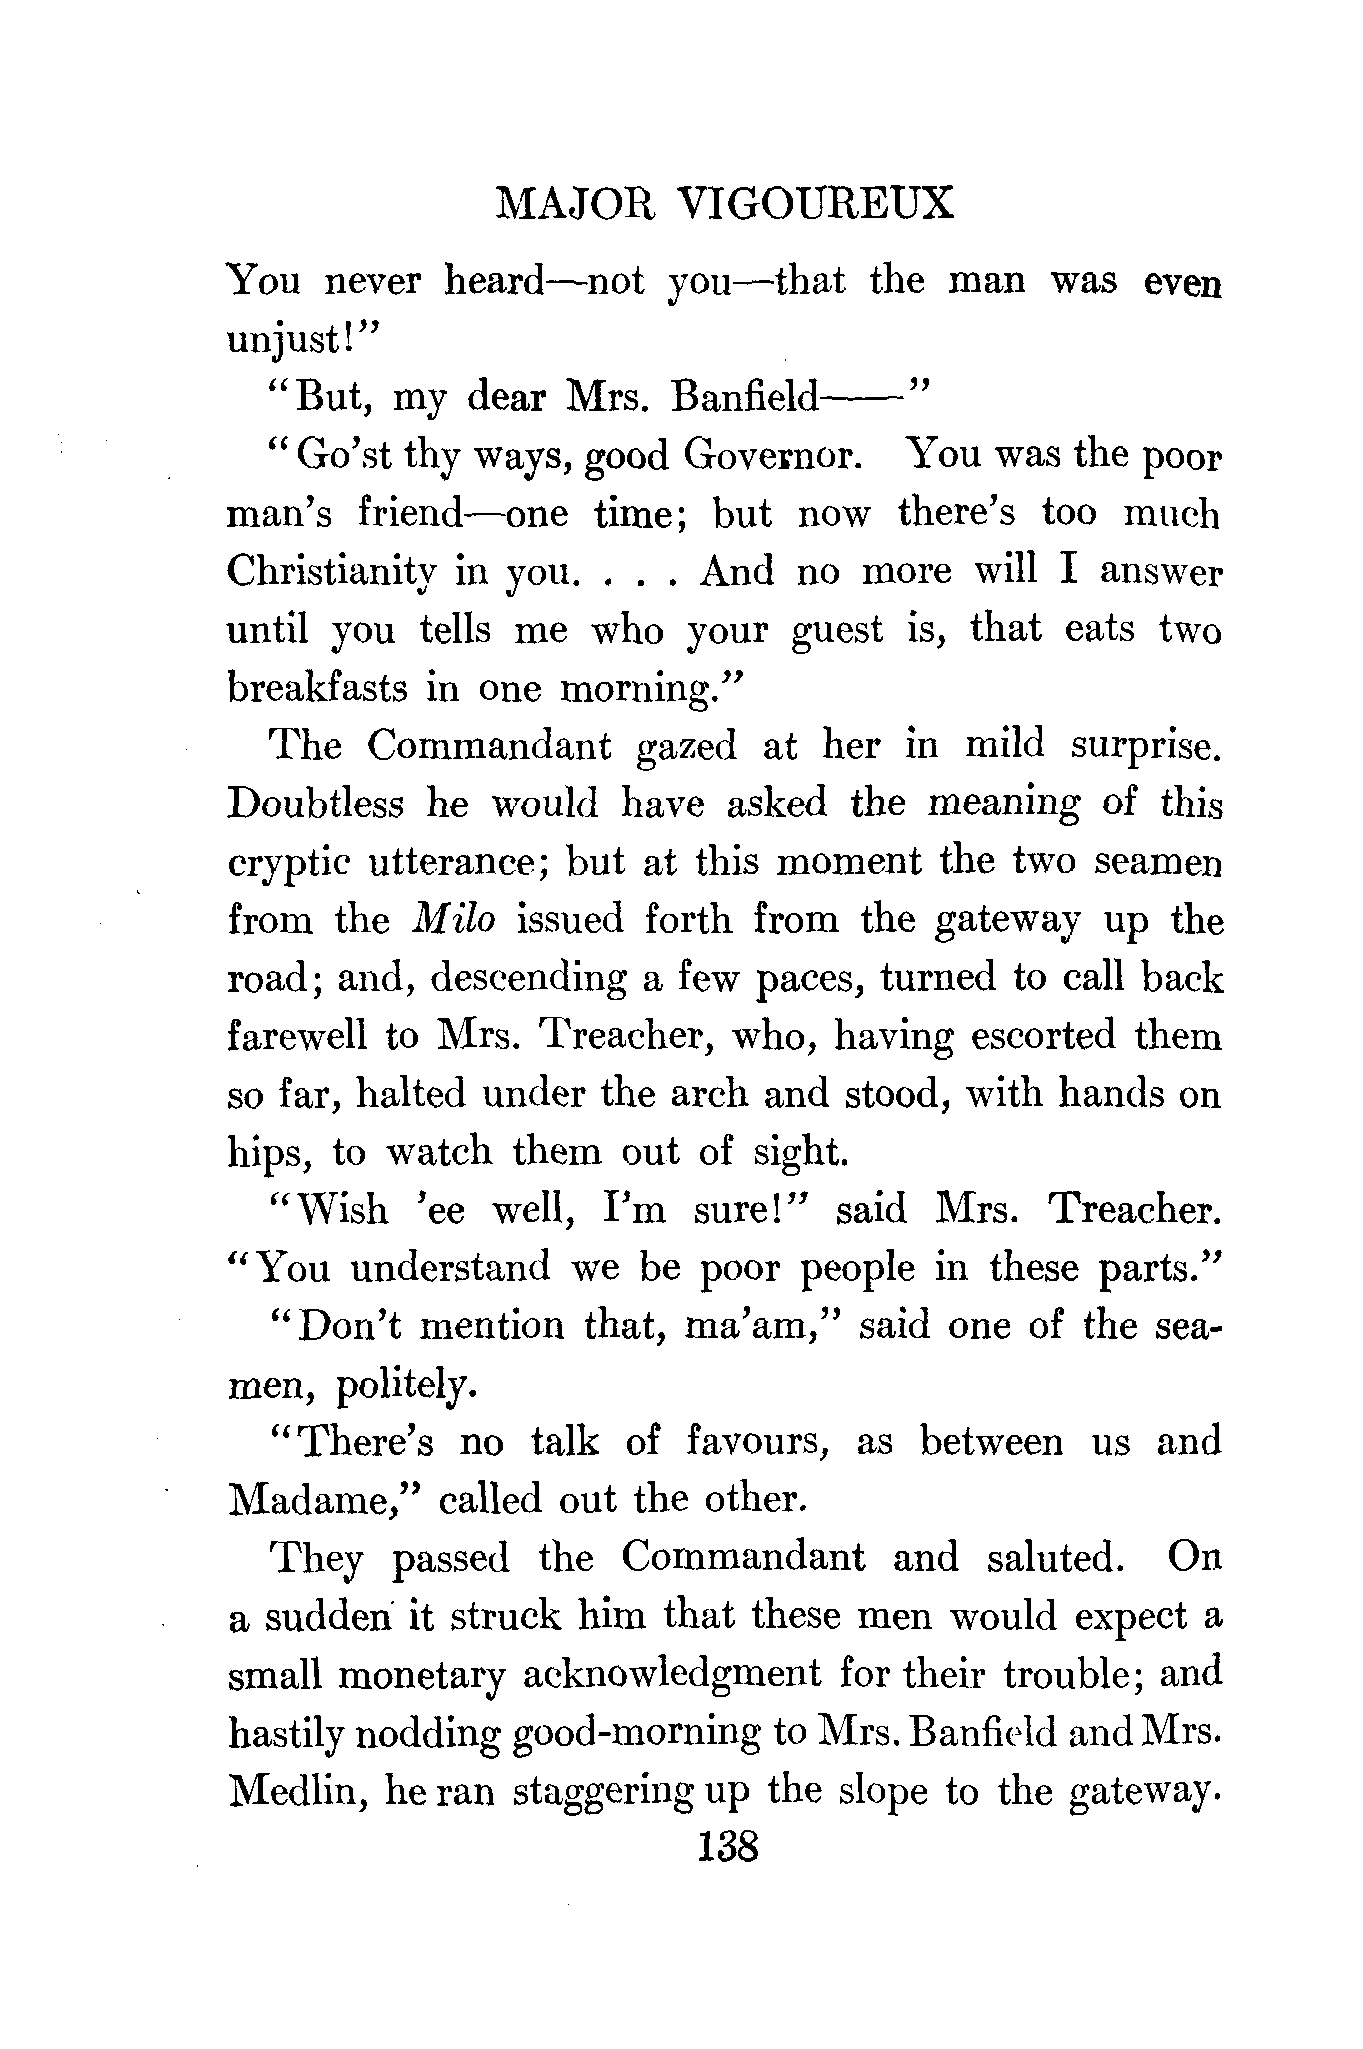 MAJOR VIGOUREUX
You never heard—not you—that the man was even
unjust!”
“But, my dear Mrs. Banfield——”
“Go’st thy ways, good Governor. You was the poor
man’s friend—one time; but now there’s too much
Christianity in you. . . . And no more will I answer
until you tells me who your guest is, that eats two
breakfasts in one morning.”
The Commandant gazed at her in mild surprise.
Doubtless he would have asked the meaning of this
cryptic utterance; but at this moment the two seamen
from the Milo issued forth from the gateway up the
road; and, descending a few paces, turned to call back
farewell to Mrs. Treacher, who, having escorted them
so far, halted under the arch and stood, with hands on
hips, to watch them out of sight.
“Wish ’ee well, I’m sure!” said Mrs. Treacher.
“You understand we be poor people in these parts.”
“Don’t mention that, ma’am,” said one of the sea-
men, politely.
“There’s no talk of favours, as between us and
Madame,” called out the other.
They passed the Commandant and saluted. On
a sudden it struck him that these men would expect a
small monetary acknowledgment for their trouble; and
hastily nodding good-morning to Mrs. Banfield and Mrs.
Medlin, he ran staggering up the slope to the gateway.
138